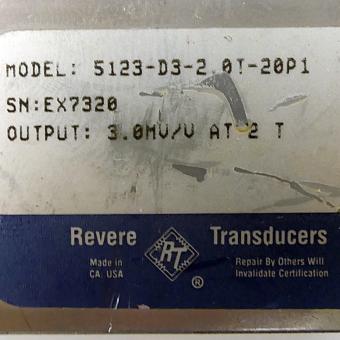 MODEL: 5123-D3-2.0T-20P1
SN:EX7320
OUTPUT: 3.0MV/V AT 2 T
Revere RT Transducers
®
Made in
CA. USA
Repair By Others Will
Invalidate Certification